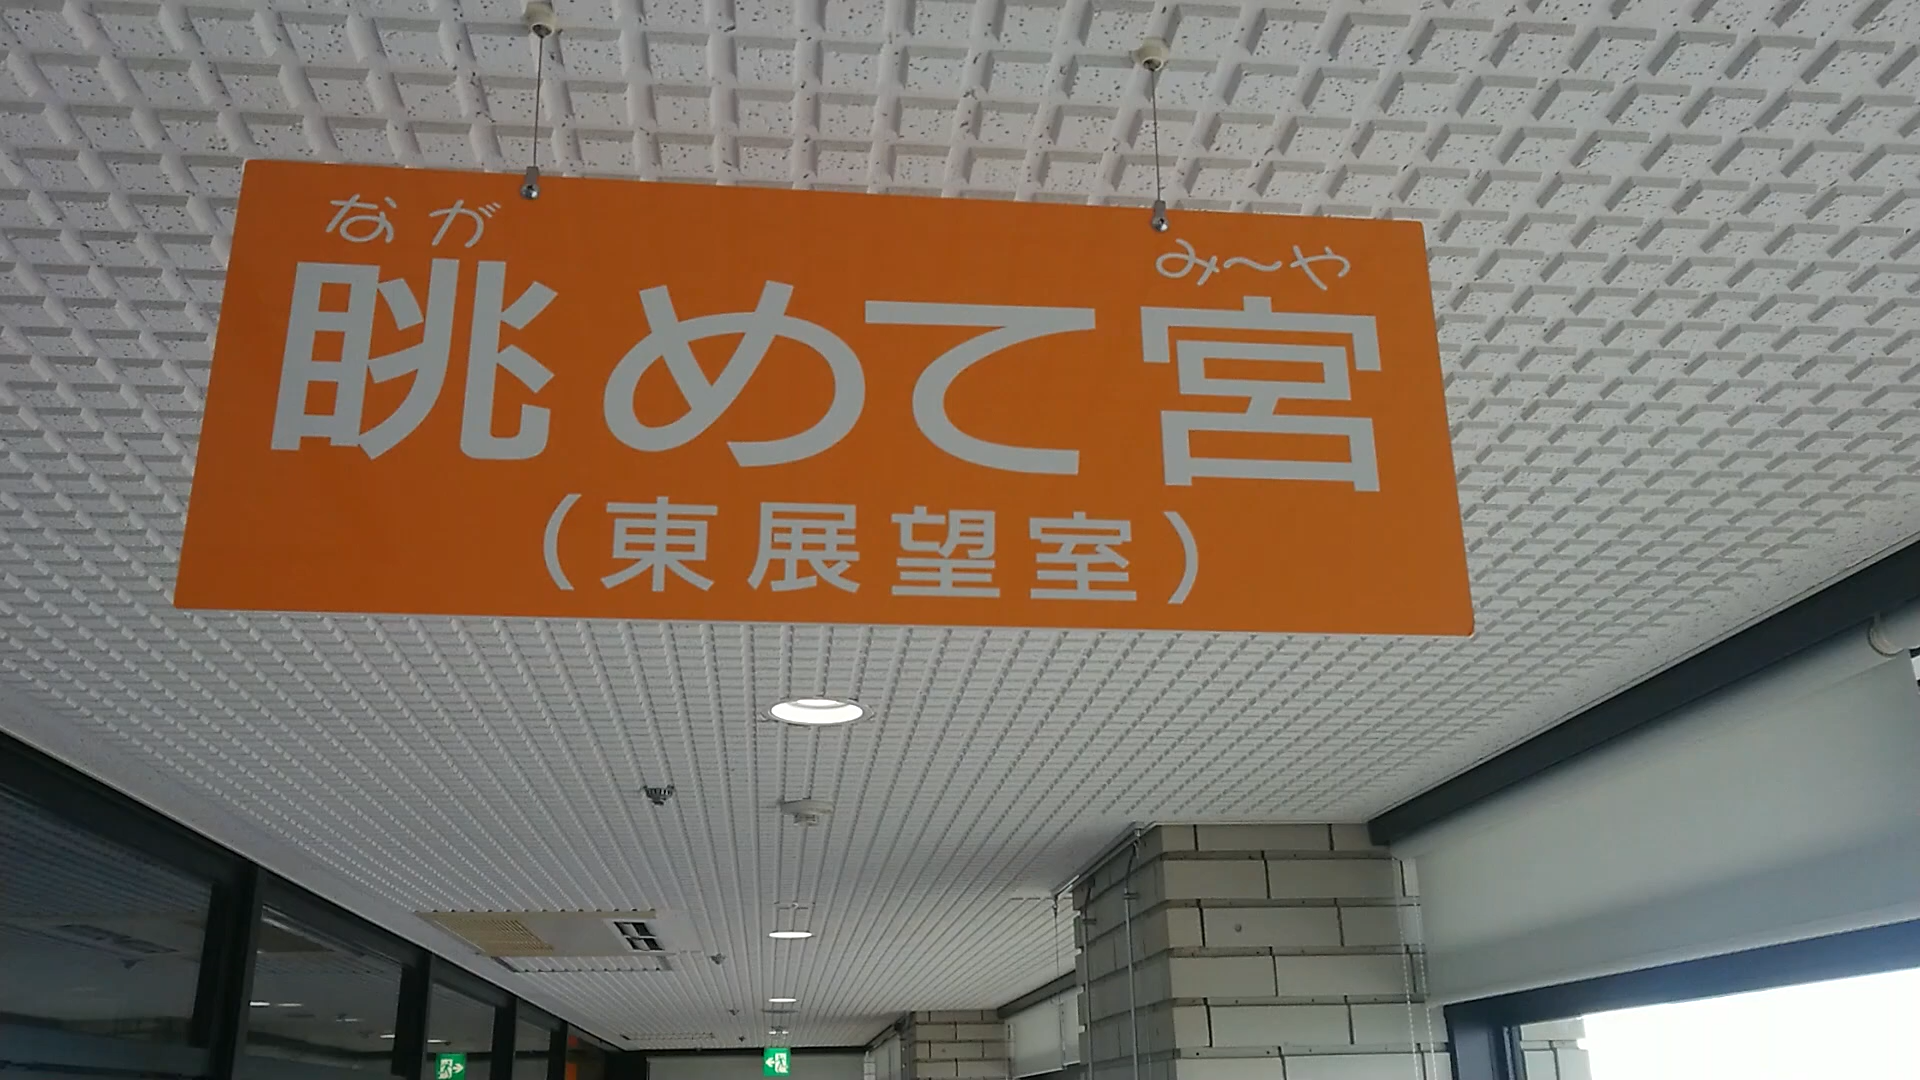 なが み～や
眺めて宮
（東展望室）